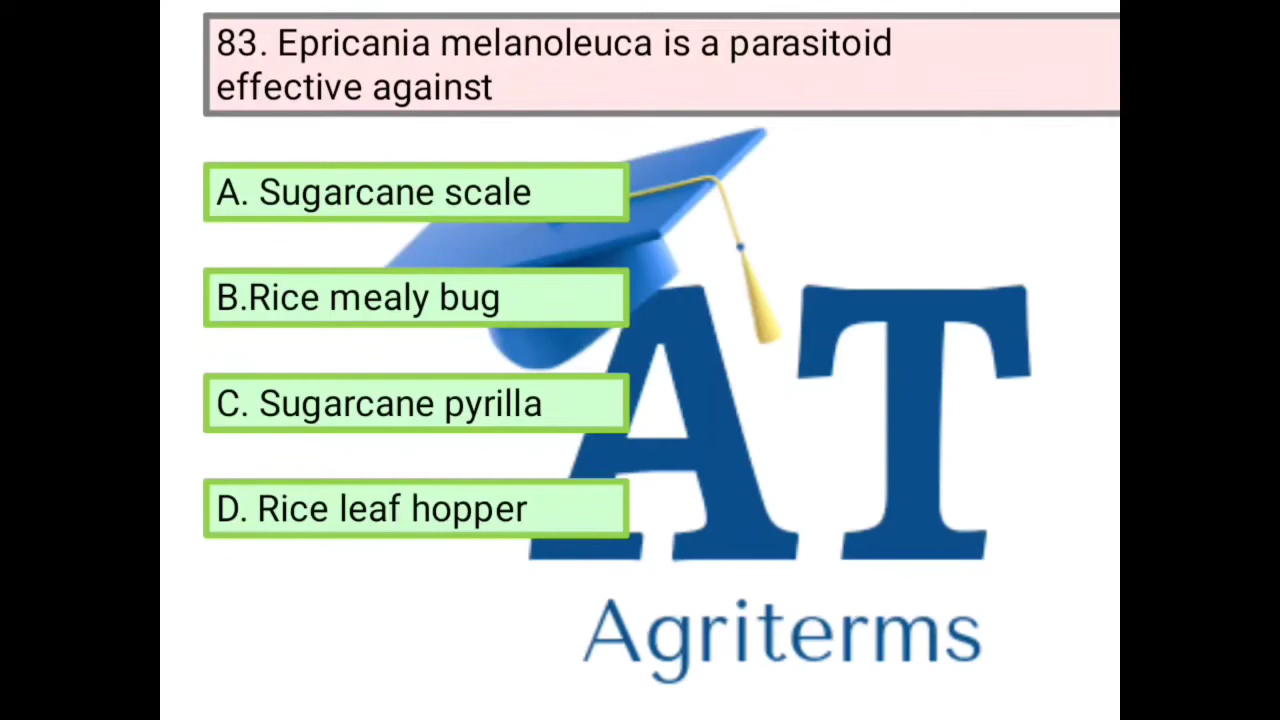 83. Epricania melanoleuca is a parasitoid
effective against
A. Sugarcane scale
B.Rice mealy bug
C. Sugarcane pyrilla
D. Rice leaf hopper
AT
Agriterms